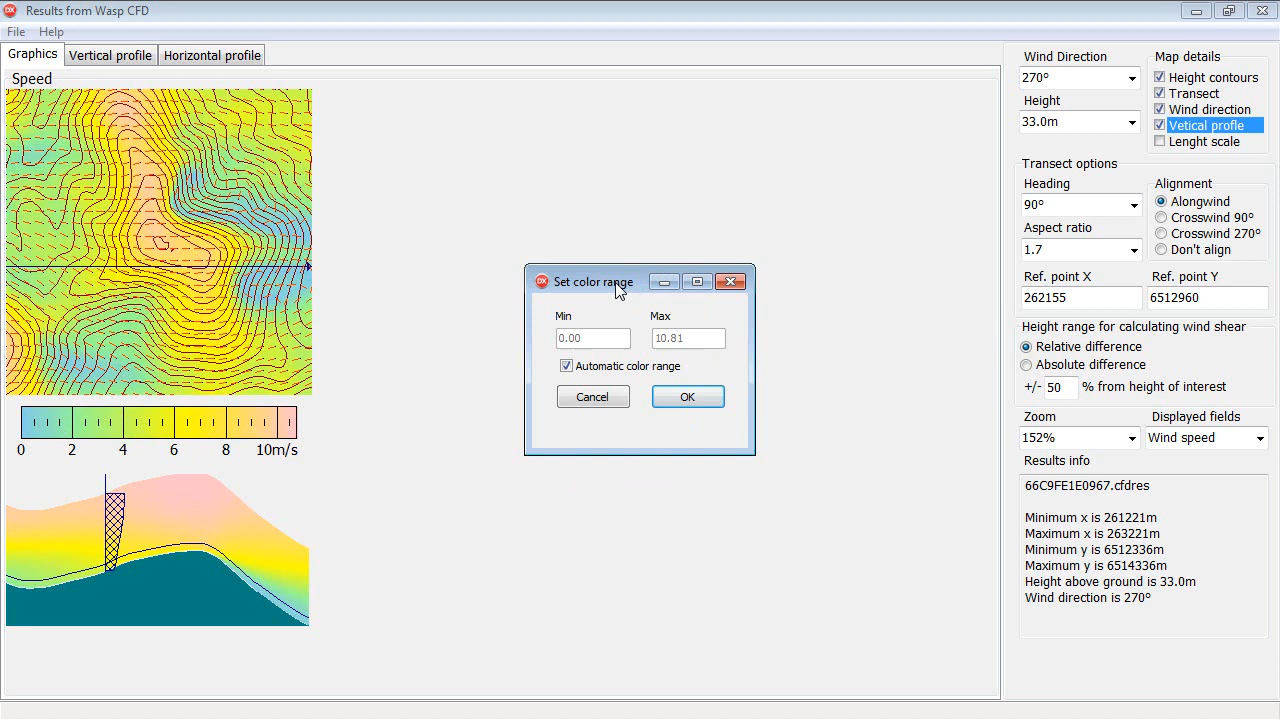 Results from Wasp CFD
File Help
Graphics Vertical profile Horizontal profile
Speed
0 2 4 6 8 10m/s
DX Set color range
Min Max
0.00 10.81
Automatic color range
Cancel OK
Wind Direction
270°
Height
33.0m
Map details
Height contours
Transect
Wind direction
Vetical profle
Lenght scale
Transect options
Heading
90°
Aspect ratio
1.7
Alignment
Alongwind
Crosswind 90°
Crosswind 270°
Don't align
Ref. point X Ref. point Y
262155 6512960
Height range for calculating wind shear
Relative difference
Absolute difference
+/- 50 % from height of interest
Zoom Displayed fields
152% Wind speed
Results info
66C9FE1E0967.cfdres
Minimum x is 261221m
Maximum x is 263221m
Minimum y is 6512336m
Maximum y is 6514336m
Height above ground is 33.0m
Wind direction is 270°